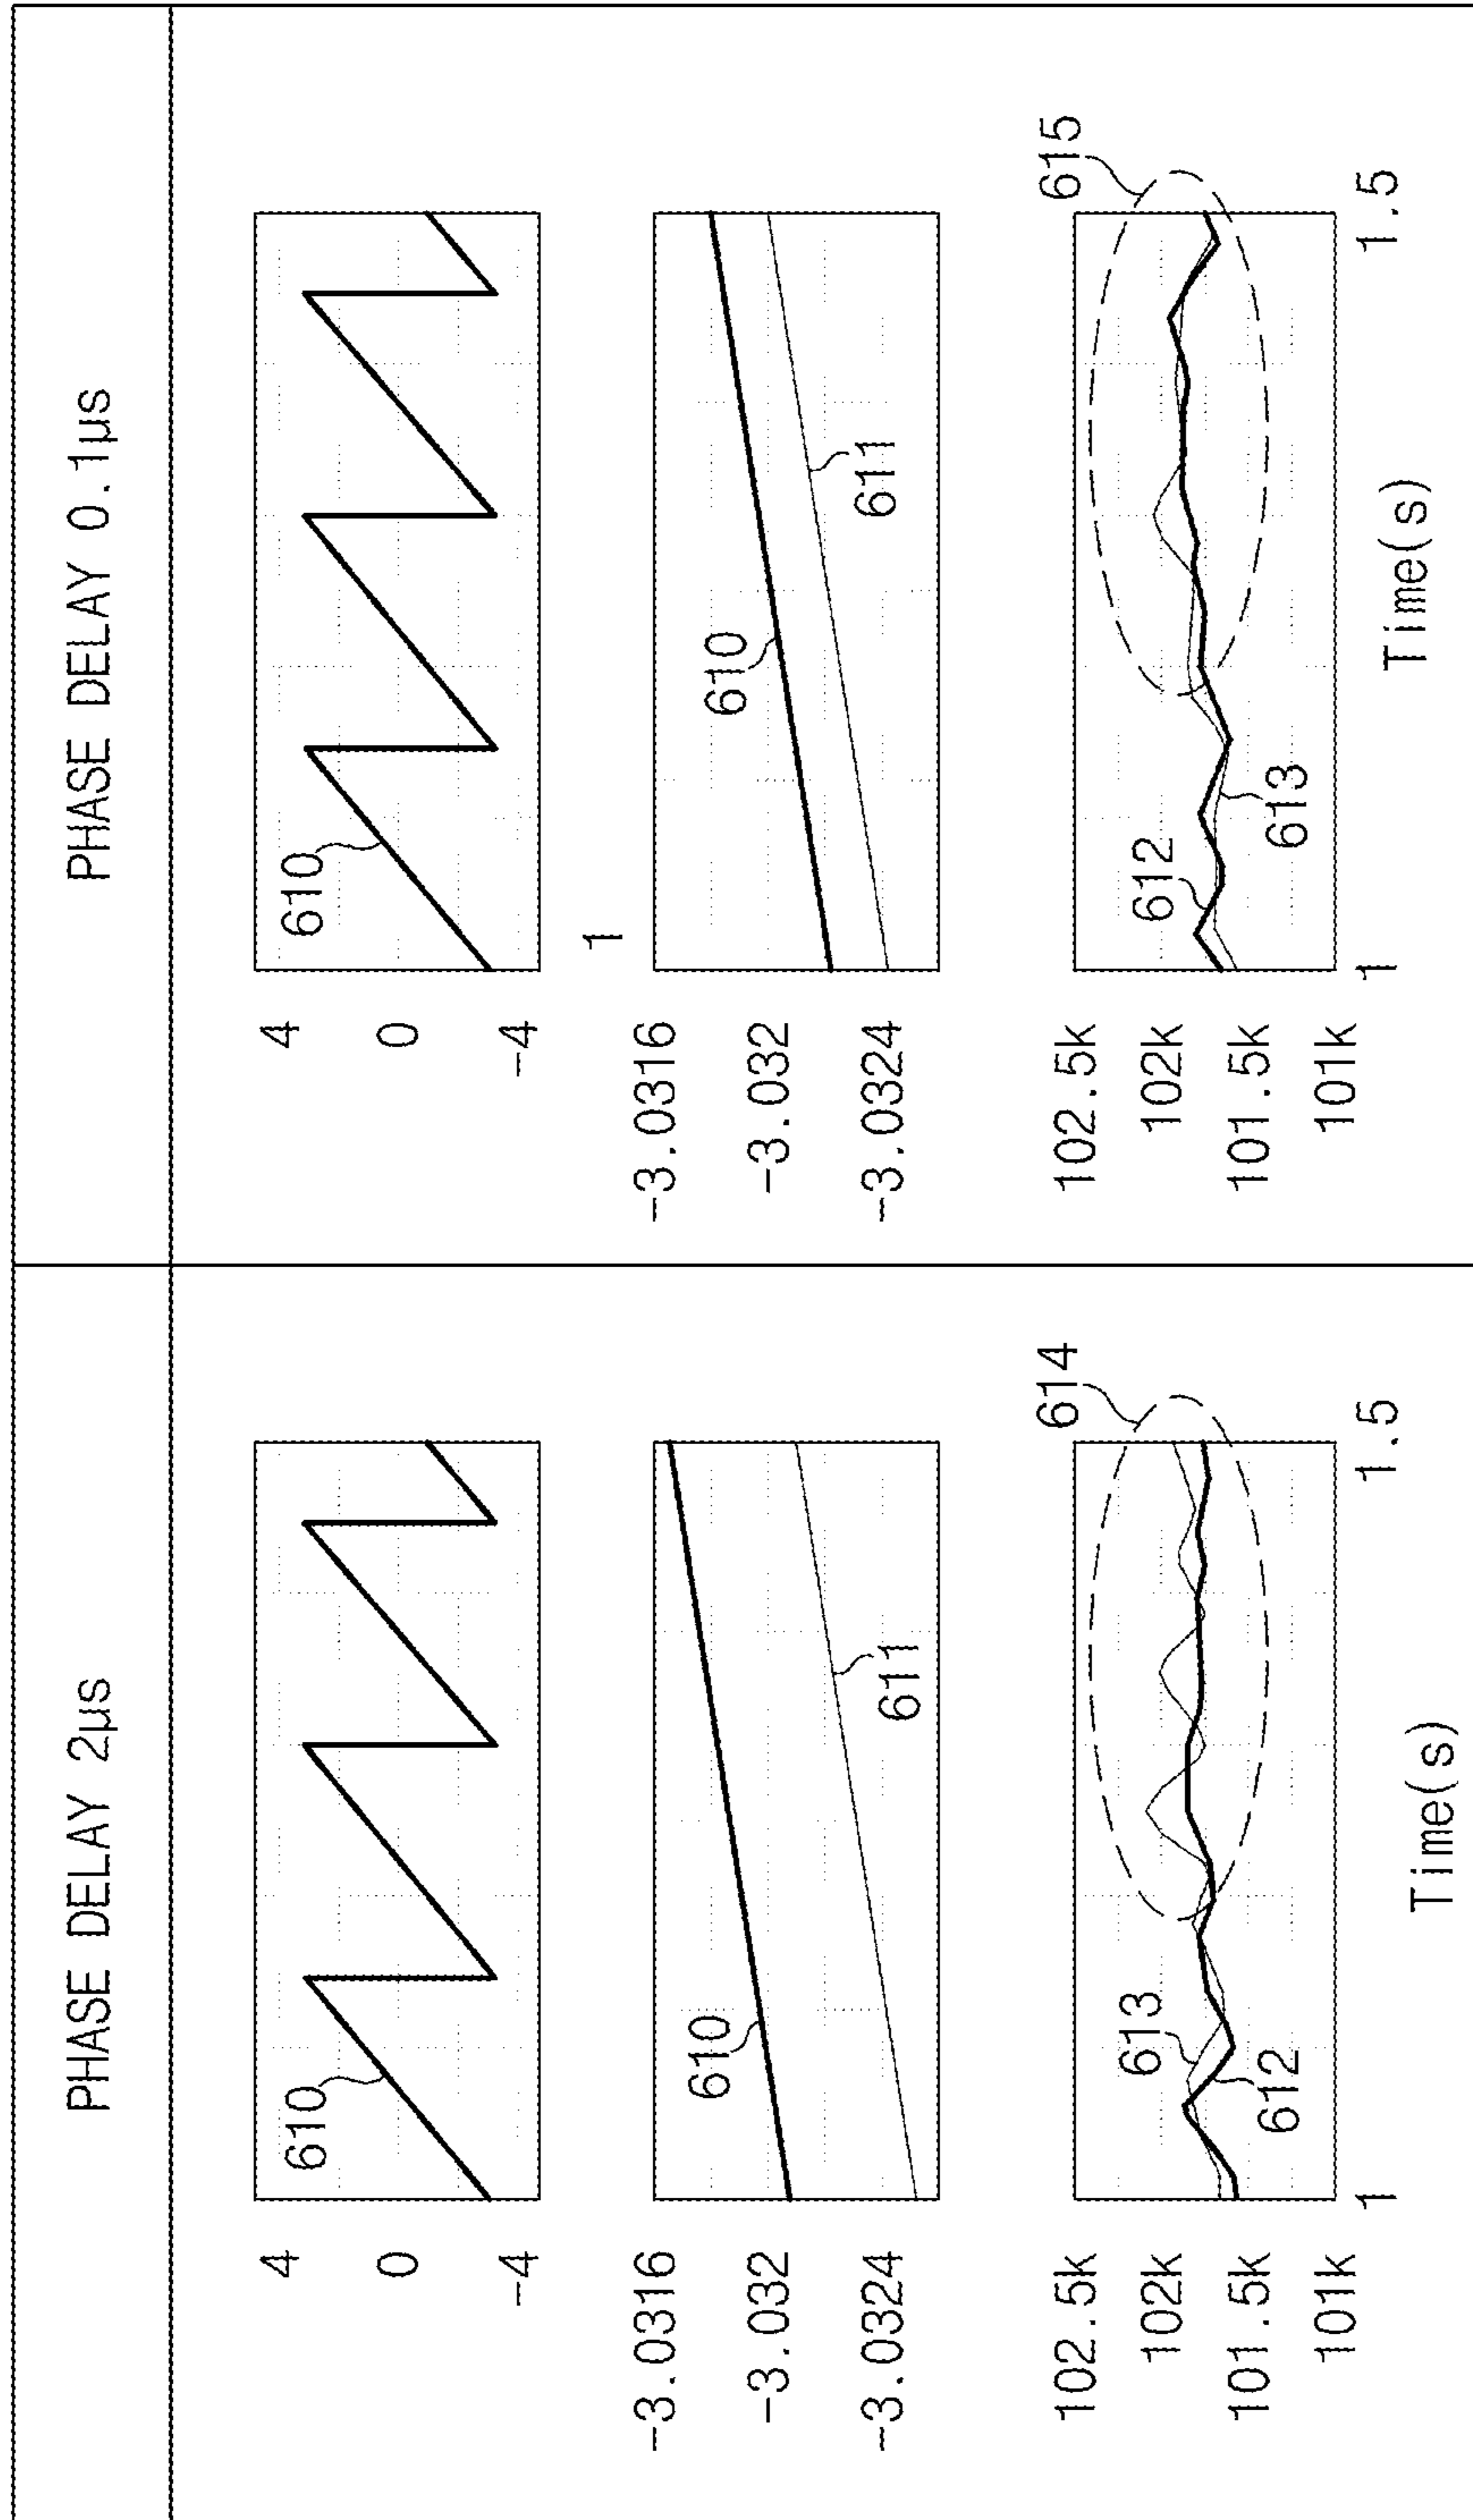 PHASE DELAY 2μs
PHASE DELAY 0.1μs
4
0
-4
610
-3.0316
-3.032
-3.0324
610
611
102.5k
102k
101.5k
101k
613
612
614
1
1.5
Time(s)
4
0
-4
610
1
-3.0316
-3.032
-3.0324
610
611
102.5k
102k
101.5k
101k
612
613
615
1
1.5
Time(s)